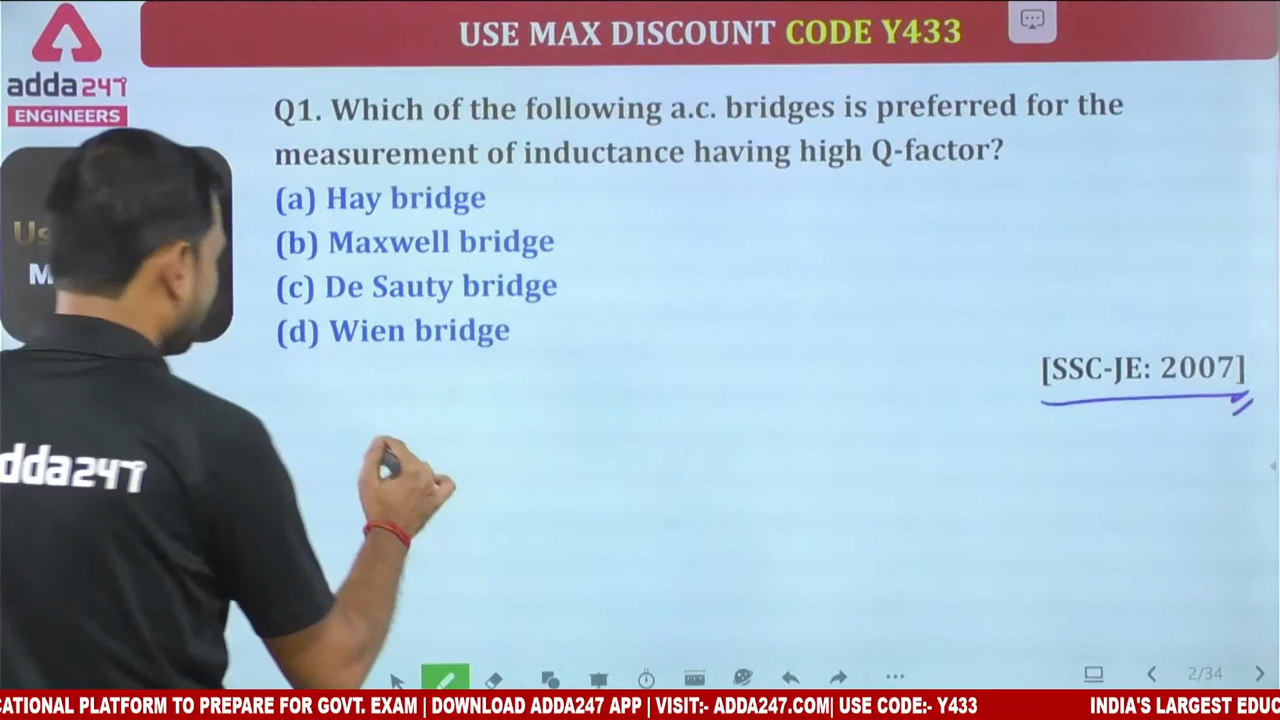 USE MAX DISCOUNT CODE Y433
adda247
ENGINEERS
Q1. Which of the following a.c. bridges is preferred for the
measurement of inductance having high Q-factor?
(a) Hay bridge
(b) Maxwell bridge
(c) De Sauty bridge
(d) Wien bridge
[SSC-JE: 2007]
Us
M
dda247
2/34
CATIONAL PLATFORM TO PREPARE FOR GOVT. EXAM | DOWNLOAD ADDA247 APP | VISIT:- ADDA247.COM| USE CODE:- Y433 INDIA'S LARGEST EDUC